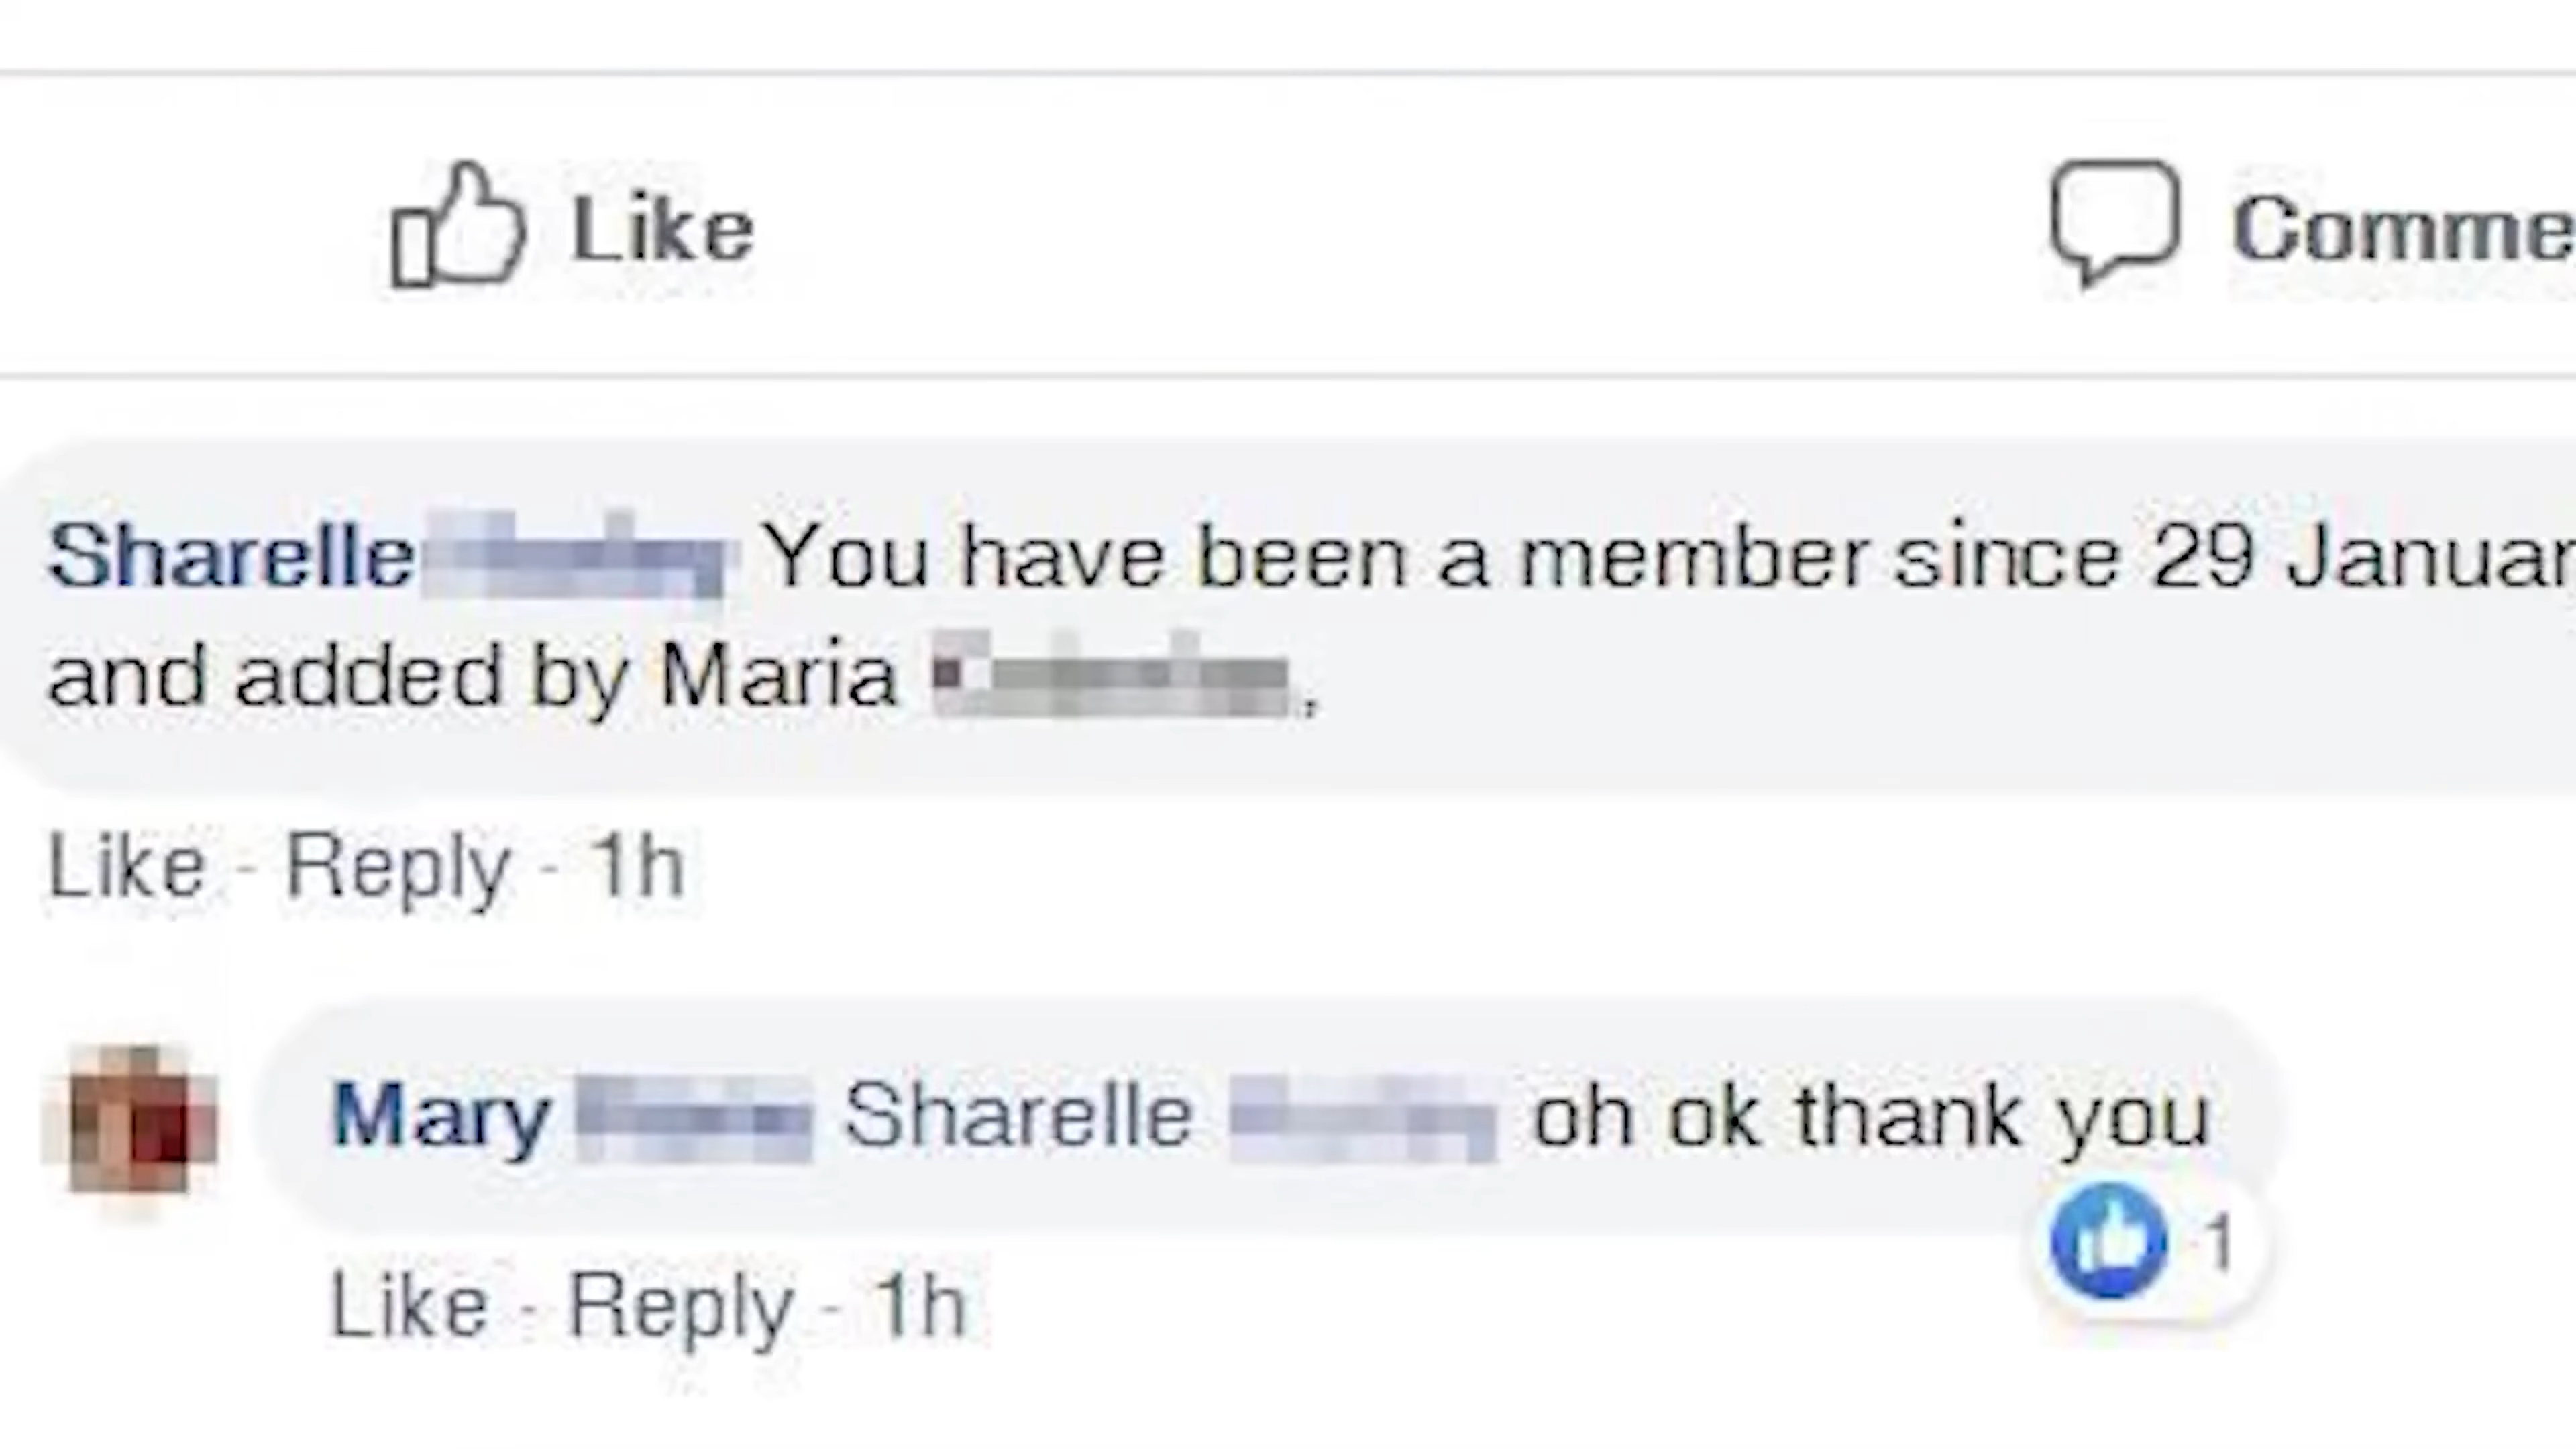 Like
Comme
Sharelle You have been a member since 29 Januar
and added by Maria ,
Like · Reply · 1h
Mary Sharelle oh ok thank you
1
Like · Reply · 1h